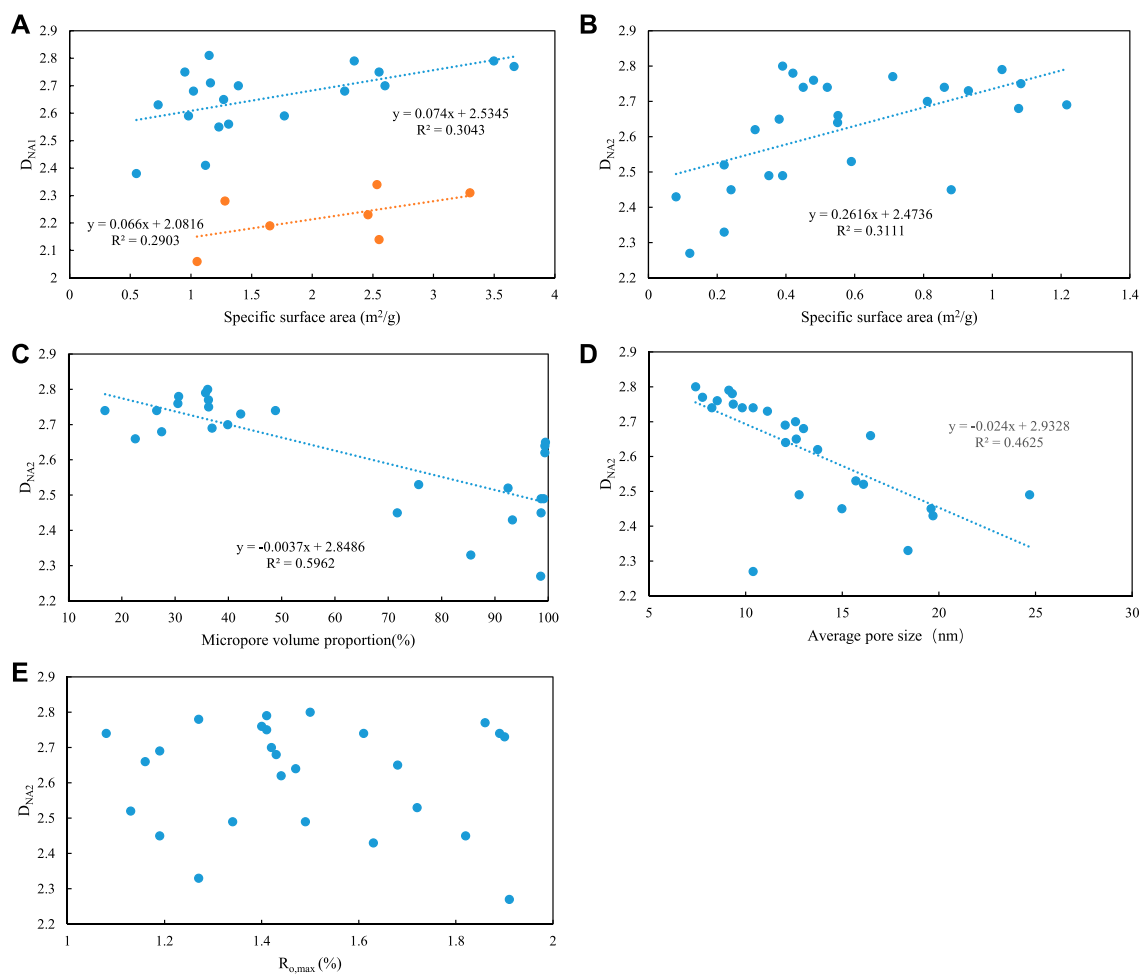 A
2.9
2.8
2.7
2.6
2.5
2.4
2.3
2.2
2.1
2
D_NA1
y = 0.074x + 2.5345
R² = 0.3043
y = 0.066x + 2.0816
R² = 0.2903
0 0.5 1 1.5 2 2.5 3 3.5 4
Specific surface area (m²/g)
B
2.9
2.8
2.7
2.6
2.5
2.4
2.3
2.2
D_NA2
y = 0.2616x + 2.4736
R² = 0.3111
0 0.2 0.4 0.6 0.8 1 1.2 1.4
Specific surface area (m²/g)
C
2.9
2.8
2.7
2.6
2.5
2.4
2.3
2.2
D_NA2
y = -0.0037x + 2.8486
R² = 0.5962
10 20 30 40 50 60 70 80 90 100
Micropore volume proportion(%)
D
2.9
2.8
2.7
2.6
2.5
2.4
2.3
2.2
D_NA2
y = -0.024x + 2.9328
R² = 0.4625
5 10 15 20 25 30
Average pore size（nm）
E
2.9
2.8
2.7
2.6
2.5
2.4
2.3
2.2
D_NA2
1 1.2 1.4 1.6 1.8 2
R_o,max (%)